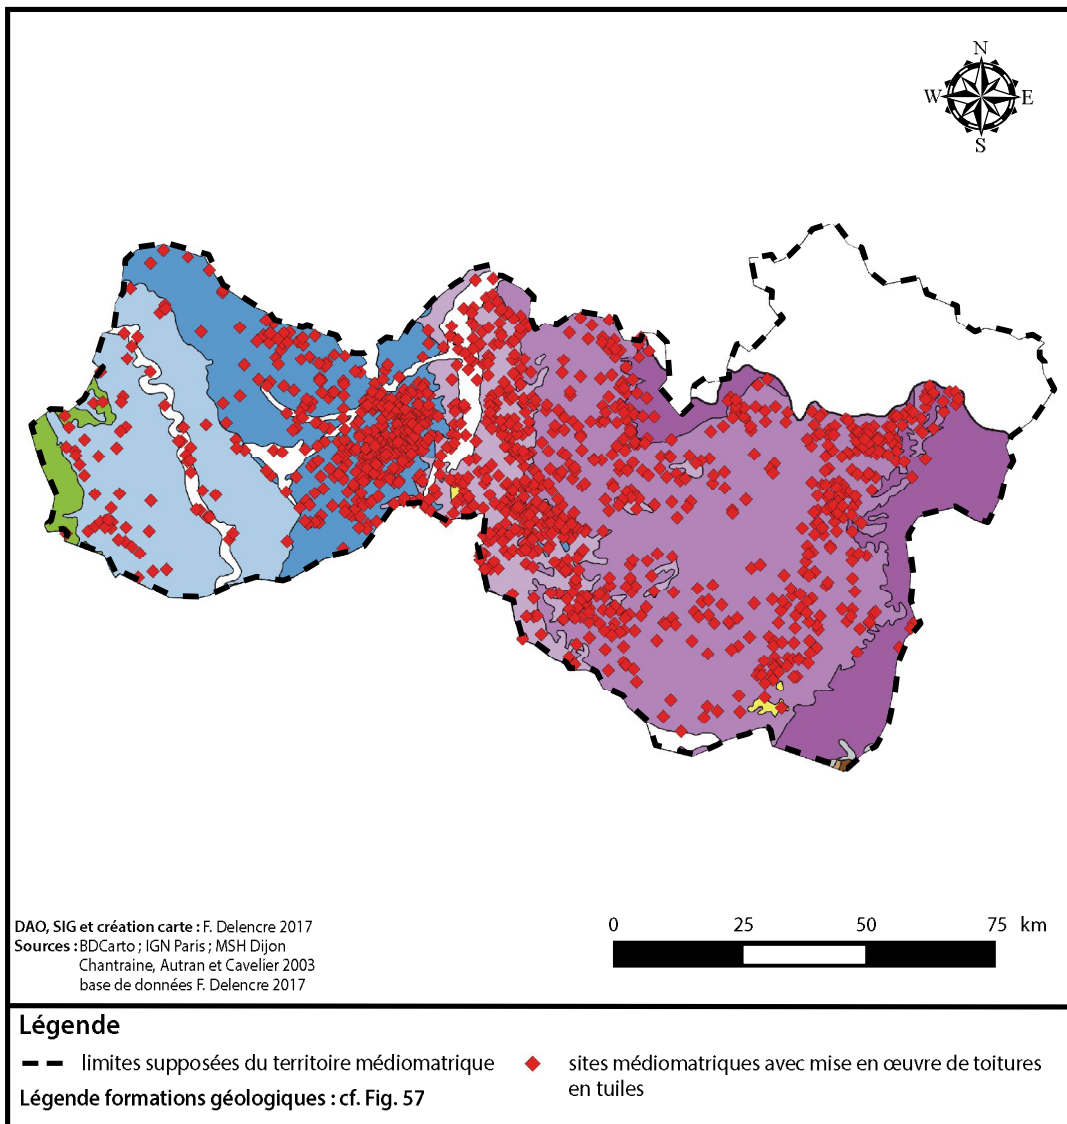 N
W E
S
DAO, SIG et création carte : F. Delencre 2017
Sources : BDCarto ; IGN Paris ; MSH Dijon
Chantraine, Autran et Cavelier 2003
base de données F. Delencre 2017
0 25 50 75 km
Légende
limites supposées du territoire médiomatrique
sites médiomatriques avec mise en œuvre de toitures
en tuiles
Légende formations géologiques : cf. Fig. 57